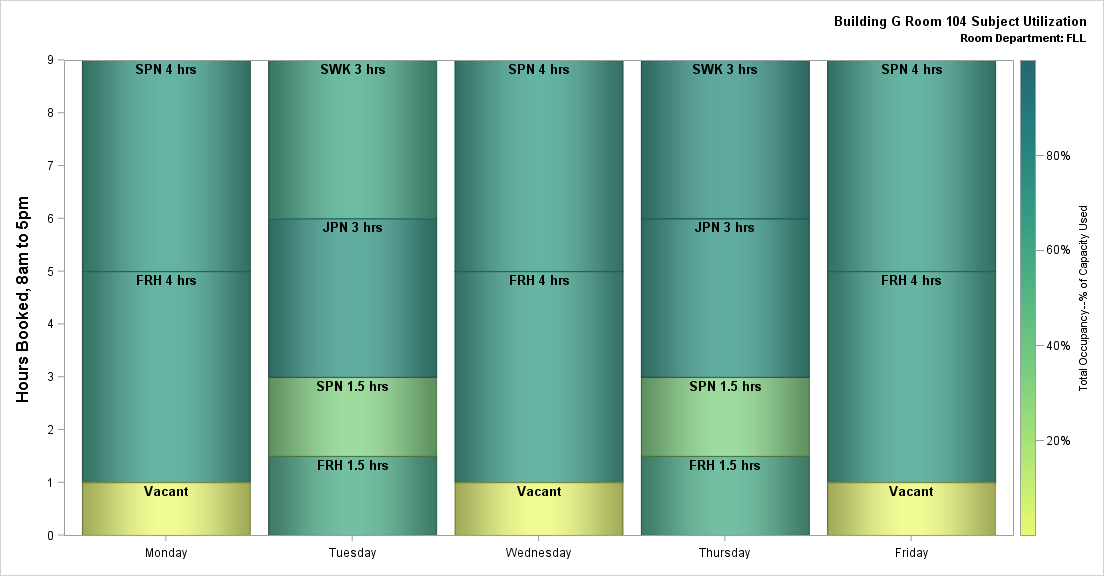 Building G Room 104 Subject Utilization
Room Department: FLL
Hours Booked, 8am to 5pm
9
8
7
6
5
4
3
2
1
0
SPN 4 hrs
FRH 4 hrs
Vacant
SWK 3 hrs
JPN 3 hrs
SPN 1.5 hrs
FRH 1.5 hrs
SPN 4 hrs
FRH 4 hrs
Vacant
SWK 3 hrs
JPN 3 hrs
SPN 1.5 hrs
FRH 1.5 hrs
SPN 4 hrs
FRH 4 hrs
Vacant
Monday
Tuesday
Wednesday
Thursday
Friday
80%
60%
40%
20%
Total Occupancy--% of Capacity Used